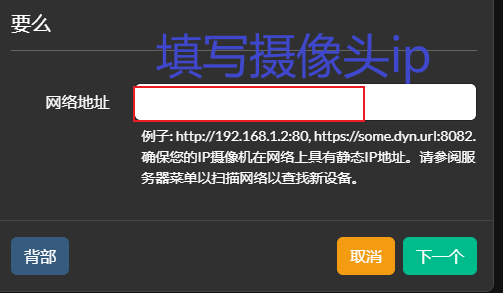 要么
填写摄像头ip
网络地址
例子: http://192.168.1.2:80, https://some.dyn.url:8082.
确保您的IP摄像机在网络上具有静态IP地址。请参阅
服务器菜单以扫描网络以查找新设备。
背部 取消 下一个